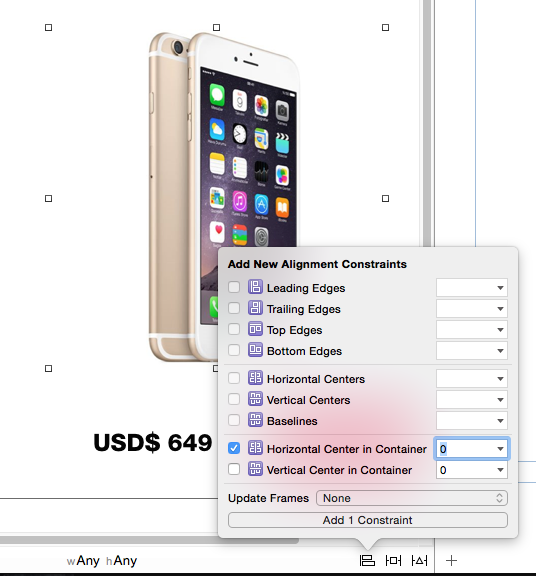 Add New Alignment Constraints
Leading Edges
Trailing Edges
Top Edges
Bottom Edges
Horizontal Centers
Vertical Centers
Baselines
USD$ 649
Horizontal Center in Container 0
Vertical Center in Container 0
Update Frames None
Add 1 Constraint
wAny hAny